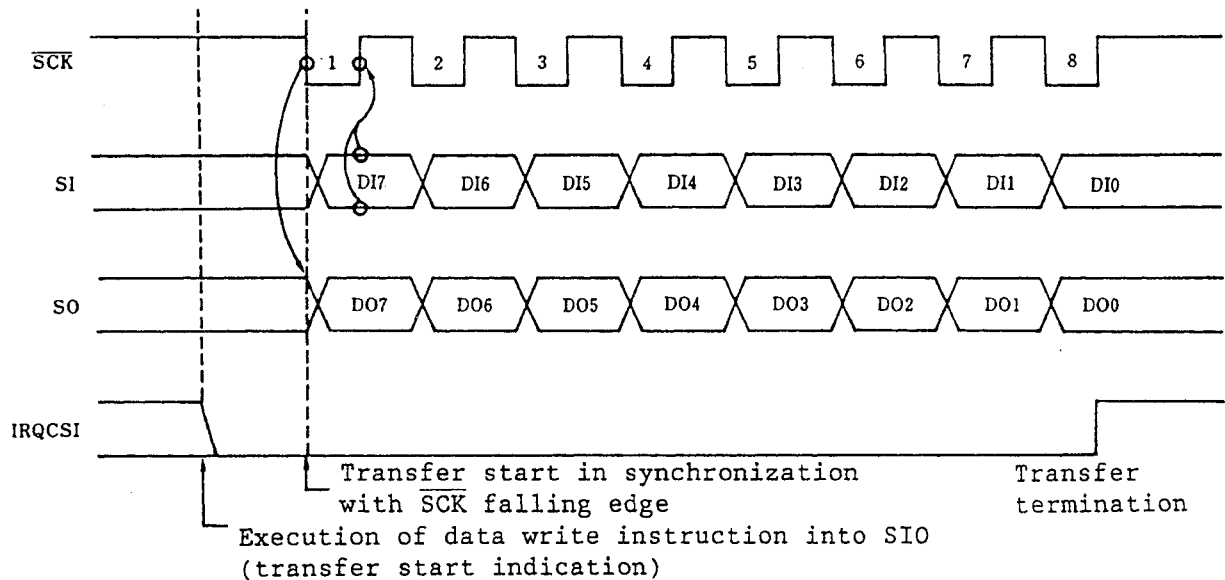 SCK 1 2 3 4 5 6 7 8
SI DI7 DI6 DI5 DI4 DI3 DI2 DI1 DI0
SO DO7 DO6 DO5 DO4 DO3 DO2 DO1 DO0
IRQCSI
Transfer start in synchronization
with SCK falling edge
Transfer
termination
Execution of data write instruction into SIO
(transfer start indication)